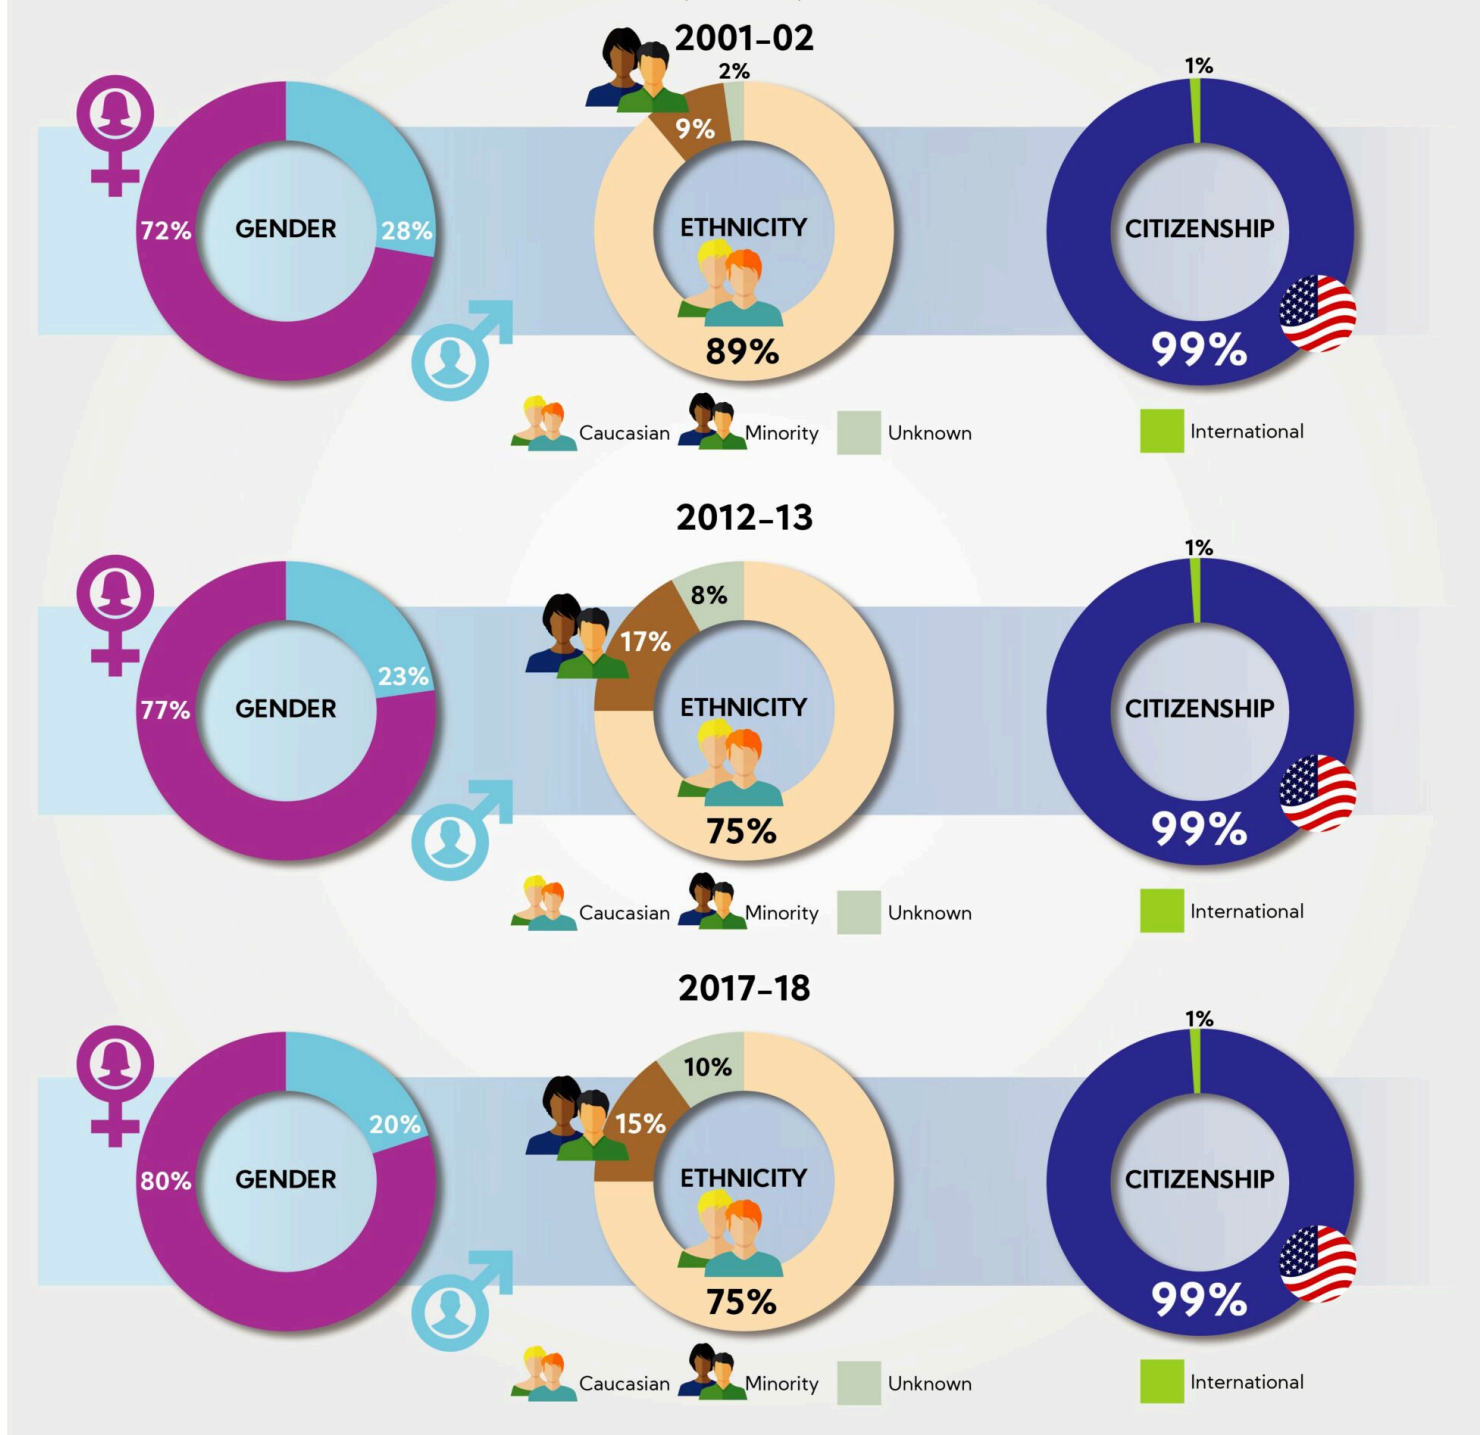 2001-02
2%
1%
9%
72%
GENDER
28%
ETHNICITY
CITIZENSHIP
89%
99%
Caucasian
Minority
Unknown
International
2012-13
1%
8%
17%
23%
77%
GENDER
ETHNICITY
CITIZENSHIP
75%
99%
Caucasian
Minority
Unknown
International
2017-18
1%
10%
15%
20%
80%
GENDER
ETHNICITY
CITIZENSHIP
75%
99%
Caucasian
Minority
Unknown
International